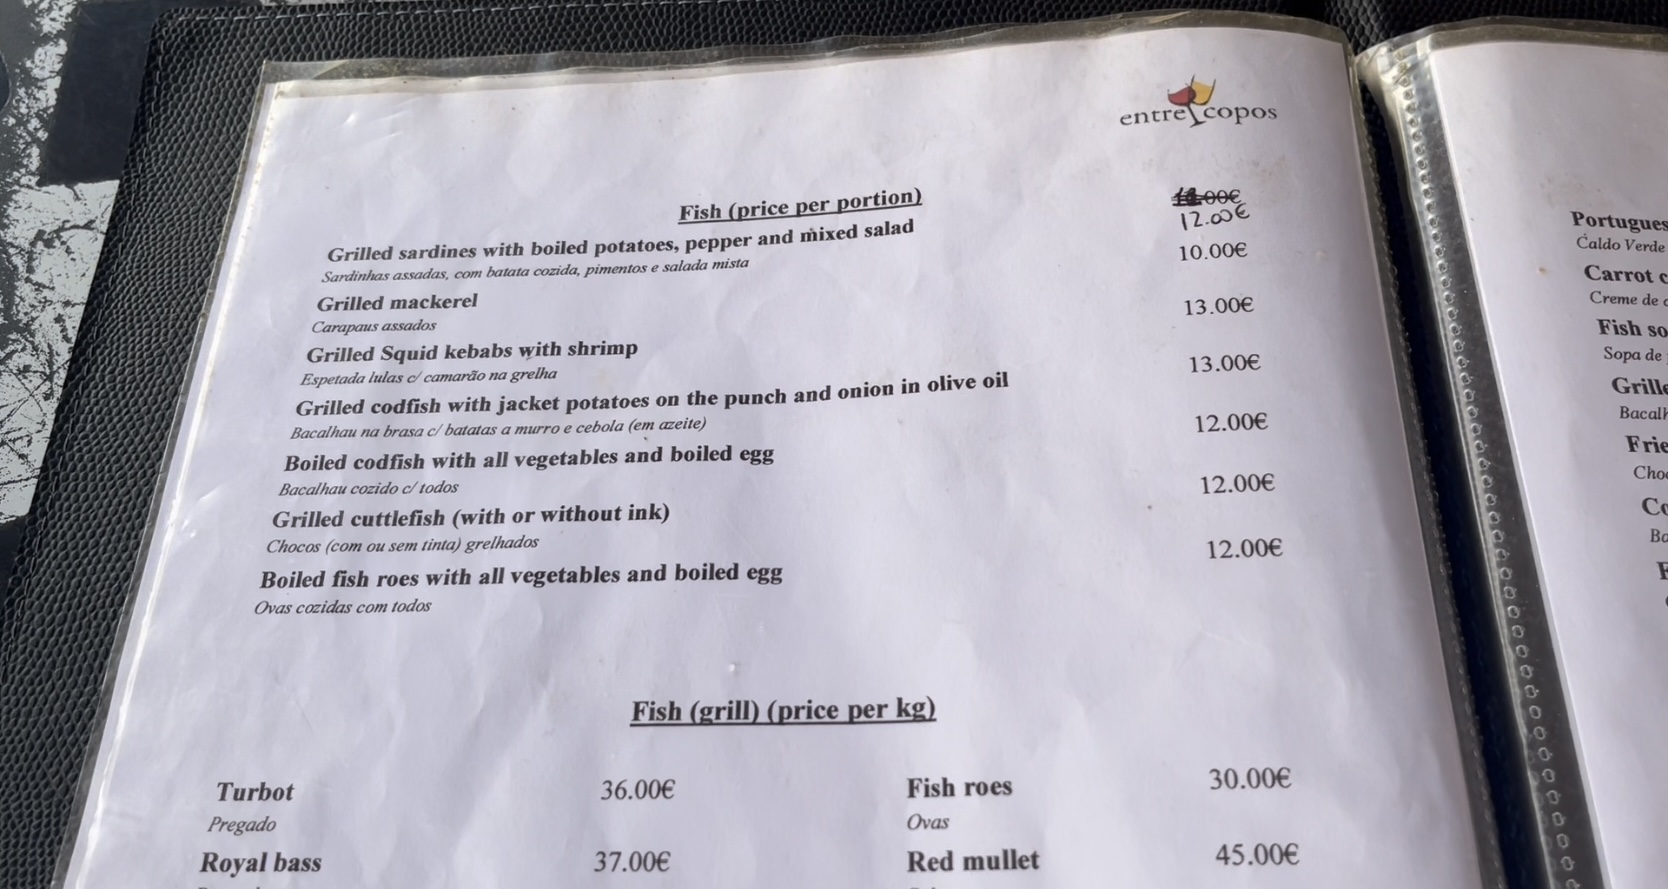 entre copos
Fish (price per portion)
Grilled sardines with boiled potatoes, pepper and mixed salad 12.00€
Sardinhas assadas, com batata cozida, pimentos e salada mista
Grilled mackerel 10.00€
Carapaus assados
Grilled Squid kebabs with shrimp 13.00€
Espetada lulas c/ camarão na grelha
Grilled codfish with jacket potatoes on the punch and onion in olive oil 13.00€
Bacalhau na brasa c/ batatas a murro e cebola (em azeite)
Boiled codfish with all vegetables and boiled egg 12.00€
Bacalhau cozido c/ todos
Grilled cuttlefish (with or without ink) 12.00€
Chocos (com ou sem tinta) grelhados
Boiled fish roes with all vegetables and boiled egg 12.00€
Ovas cozidas com todos
Fish (grill) (price per kg)
Turbot 36.00€
Pregado
Royal bass 37.00€
Fish roes 30.00€
Ovas
Red mullet 45.00€
Portugues
Caldo Verde
Carrot c
Creme de
Fish so
Sopa de
Grille
Bacalh
Frie
Choc